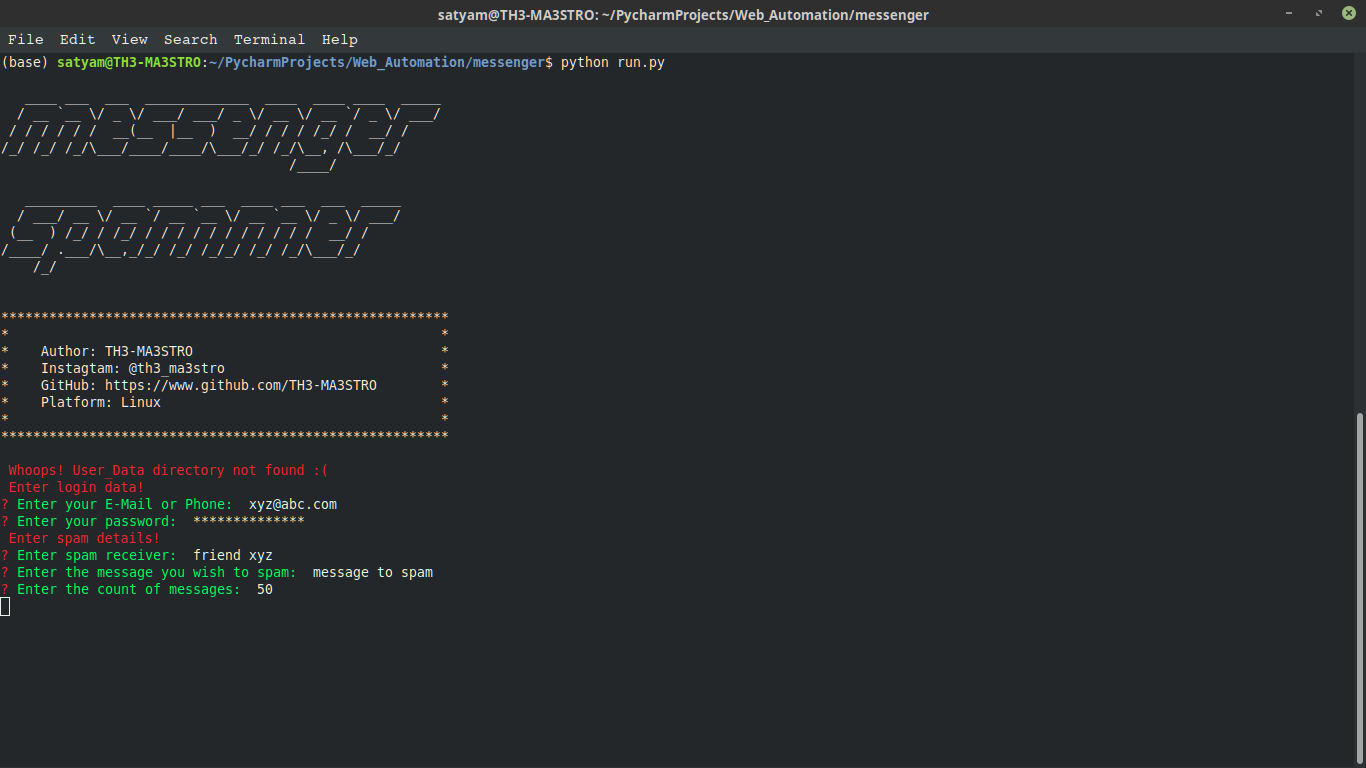 satyam@TH3-MA3STRO: ~/PycharmProjects/Web_Automation/messenger
File Edit View Search Terminal Help
(base) satyam@TH3-MA3STRO:~/PycharmProjects/Web_Automation/messenger$ python run.py
messenger
spammer
********************************************************
*                                                      *
*    Author: TH3-MA3STRO                               *
*    Instagtam: @th3_ma3stro                           *
*    GitHub: https://www.github.com/TH3-MA3STRO        *
*    Platform: Linux                                   *
*                                                      *
********************************************************
Whoops! User_Data directory not found :(
Enter login data!
? Enter your E-Mail or Phone:  xyz@abc.com
? Enter your password:  **************
Enter spam details!
? Enter spam receiver:  friend xyz
? Enter the message you wish to spam:  message to spam
? Enter the count of messages:  50